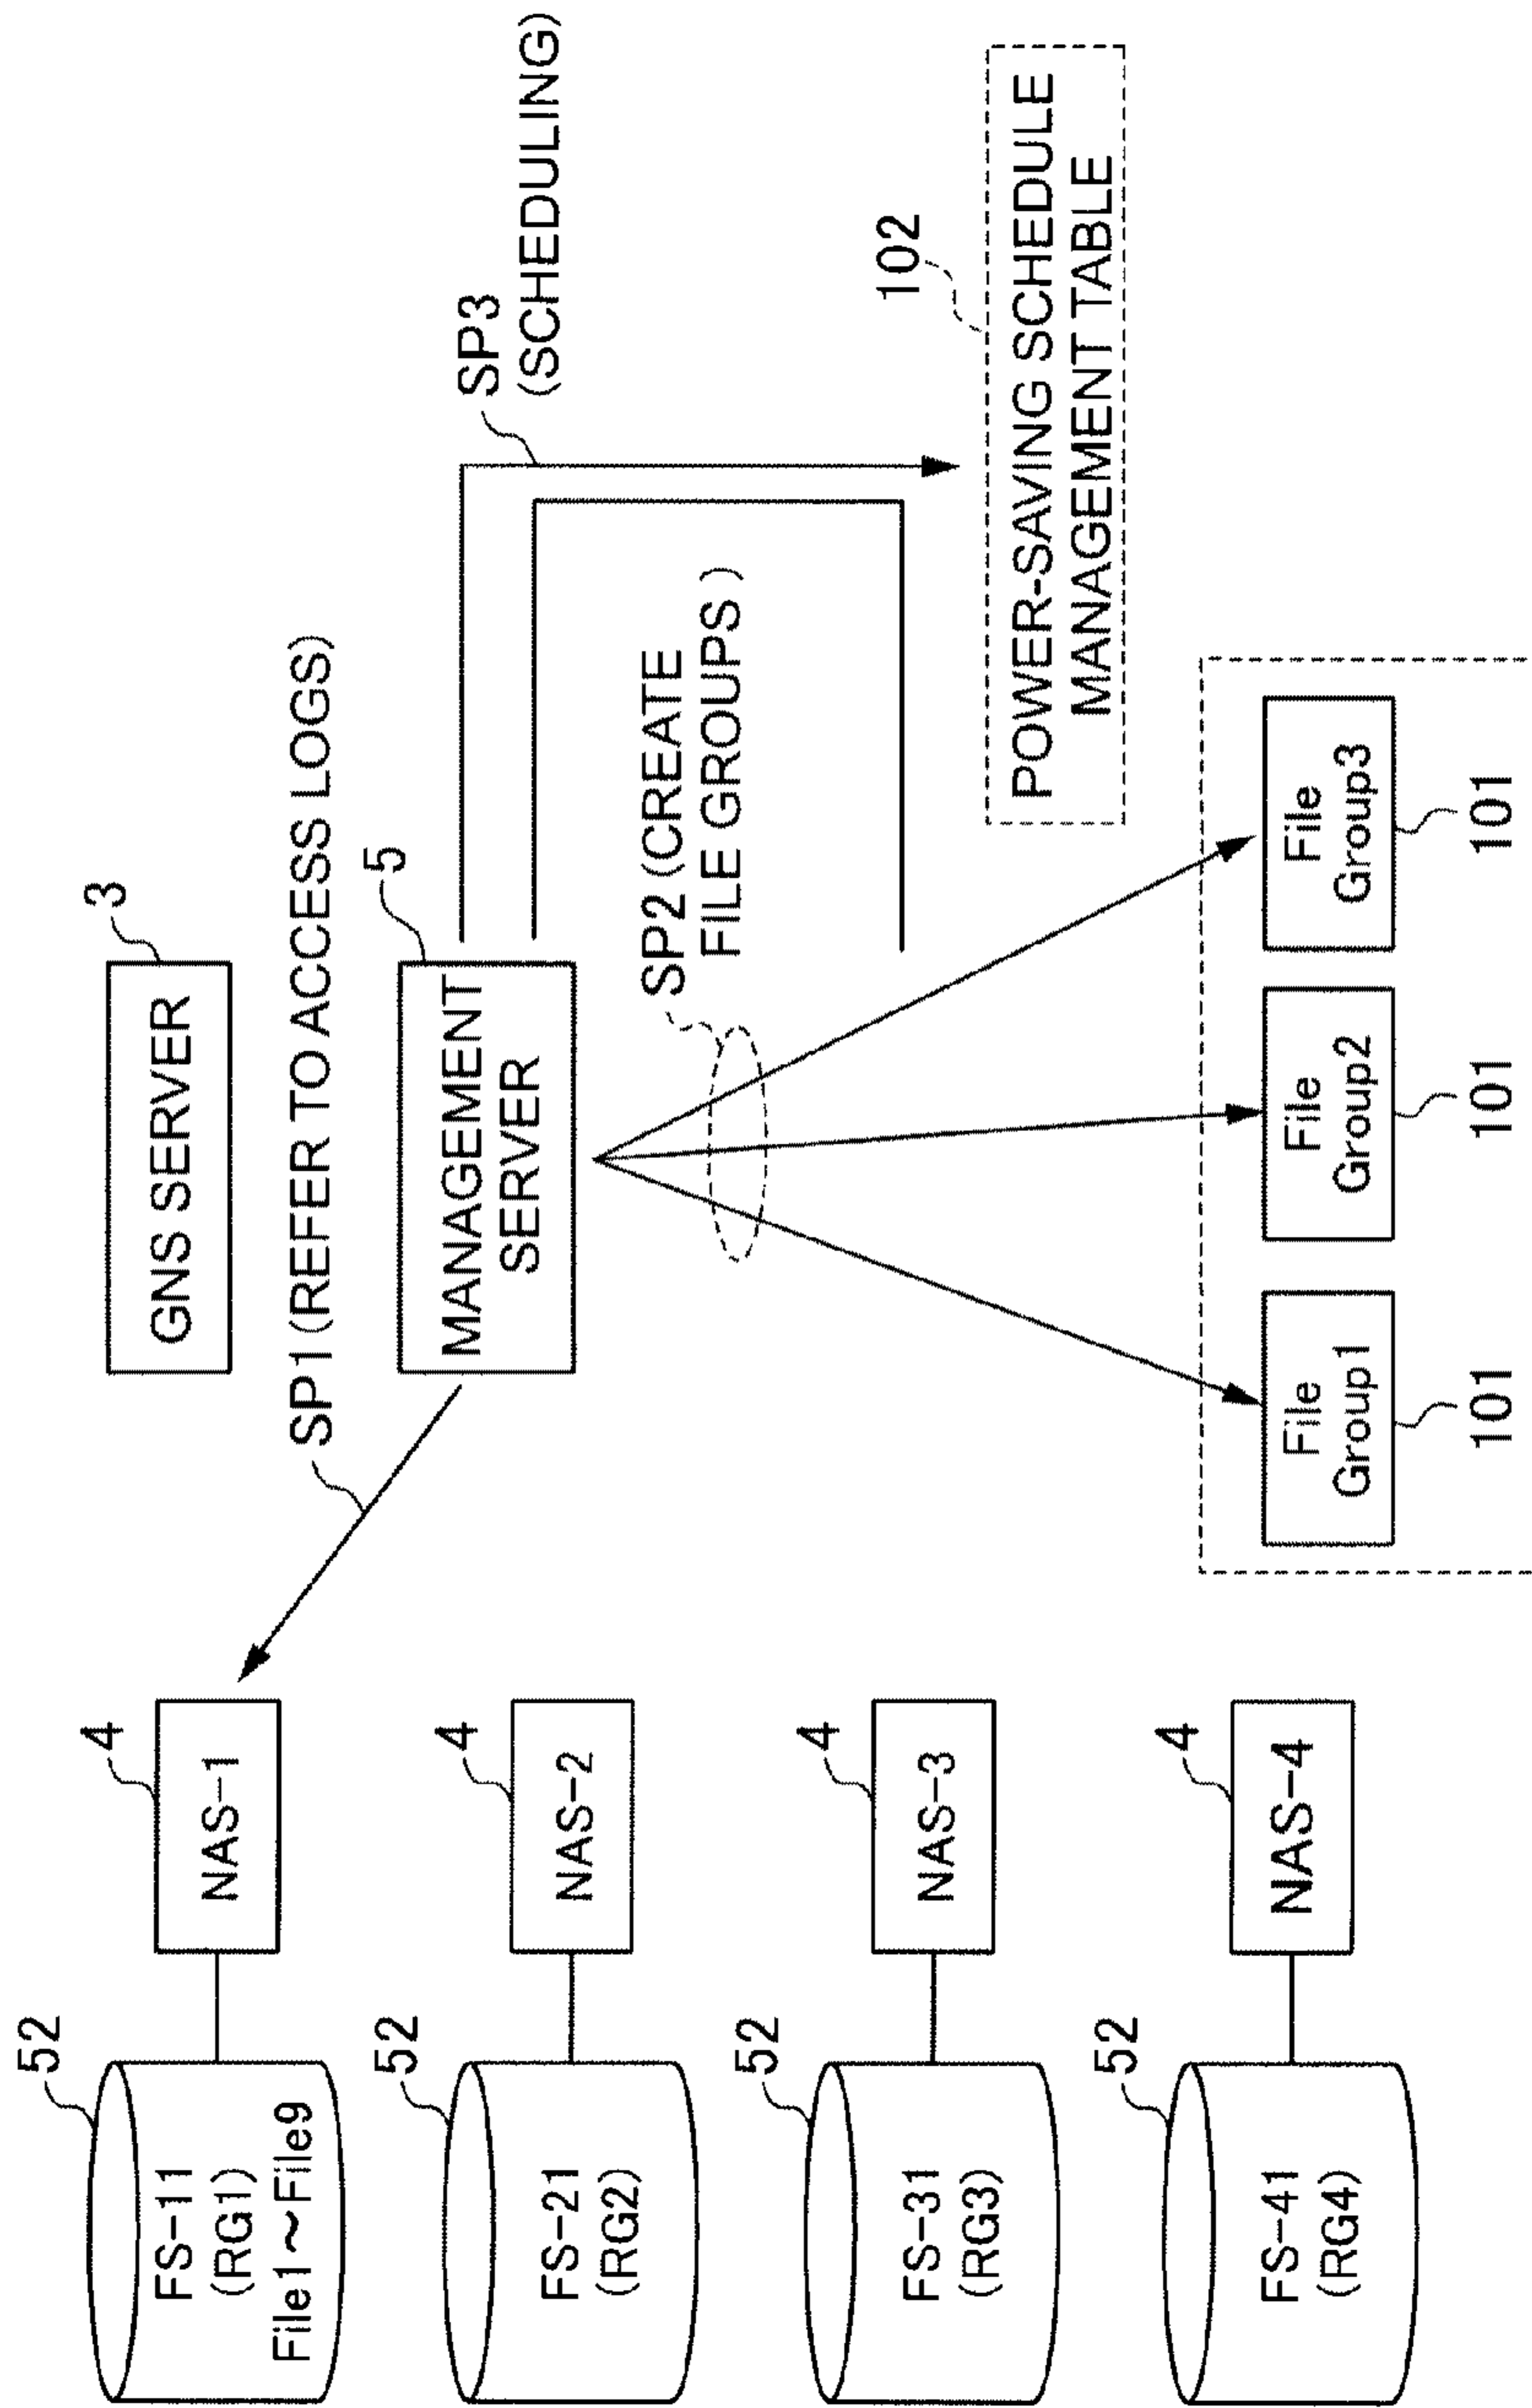 52
FS-11
(RG1)
File1～File9
4
NAS-1
52
FS-21
(RG2)
4
NAS-2
52
FS-31
(RG3)
4
NAS-3
52
FS-41
(RG4)
4
NAS-4
3
GNS SERVER
SP1 (REFER TO ACCESS LOGS)
5
MANAGEMENT
SERVER
SP2 (CREATE
FILE GROUPS )
SP3
(SCHEDULING)
102
POWER-SAVING SCHEDULE
MANAGEMENT TABLE
File
Group1
101
File
Group2
101
File
Group3
101